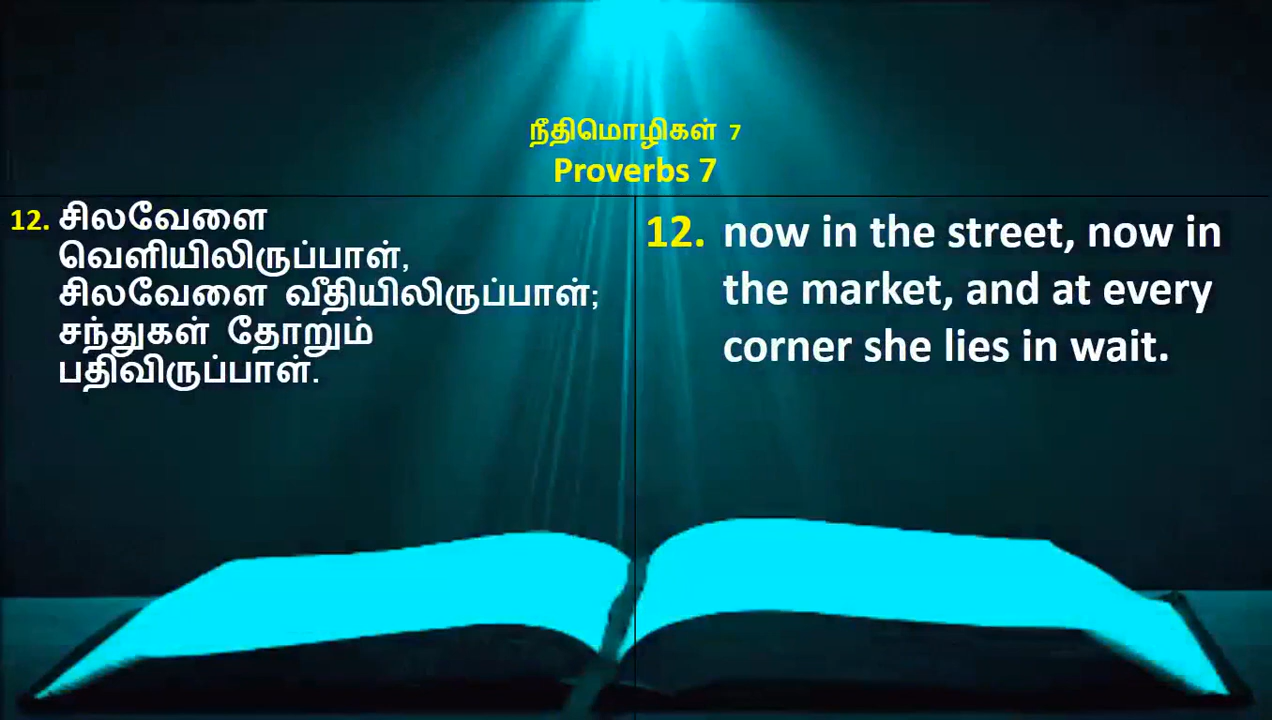 நீதிமொழிகள் 7
Proverbs 7
12. சிலவேளை
வெளியிலிருப்பாள்,
சிலவேளை வீதியிலிருப்பாள்;
சந்துகள் தோறும்
பதிவிருப்பாள்.
12. now in the street, now in
the market, and at every
corner she lies in wait.